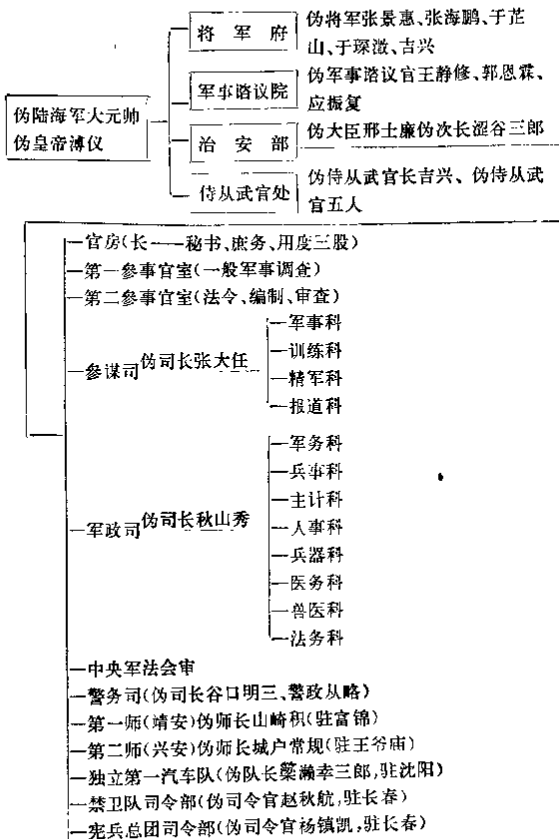 将军府
伪将军张景惠、张海鹏、于芷
山、于琛澂、吉兴
军事谘议院
伪军事谘议官王静修、郭恩霖、
应振复
伪陆海军大元帅
伪皇帝溥仪
治安部
伪大臣邢士廉伪次长涩谷三郎
侍从武官处
伪侍从武官长吉兴、伪侍从武
官五人
官房(长——秘书、庶务、用度三股)
第一参事官室(一般军事调查)
第二参事官室(法令、编制、审查)
参谋司伪司长张大任
军事科
训练科
精军科
报道科
军政司伪司长秋山秀
军务科
兵事科
主计科
人事科
兵器科
医务科
兽医科
法务科
中央军法会审
警务司(伪司长谷口明三、警政从略)
第一师(靖安)伪师长山崎积(驻富锦)
第二师(兴安)伪师长城户常规(驻王爷庙)
独立第一汽车队(伪队长簗濑幸三郎,驻沈阳)
禁卫队司令部(伪司令官赵秋航,驻长春)
宪兵总团司令部(伪司令官杨镇凯,驻长春)